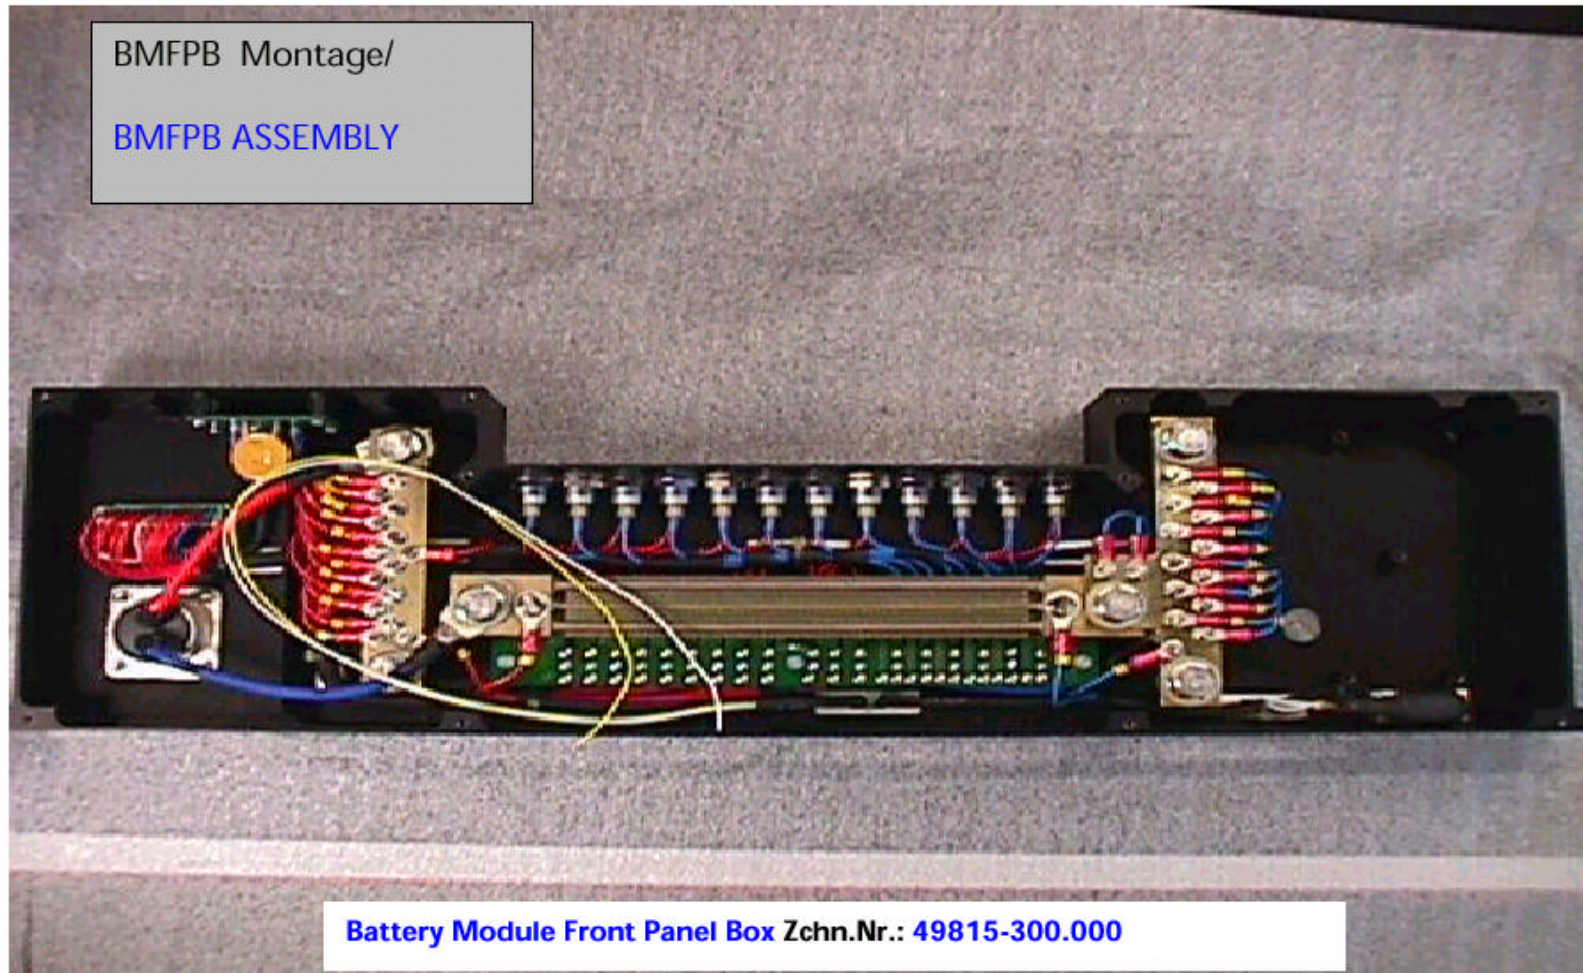 BMFPB Montage/
BMFPB ASSEMBLY
Battery Module Front Panel Box Zchn.Nr.: 49815-300.000